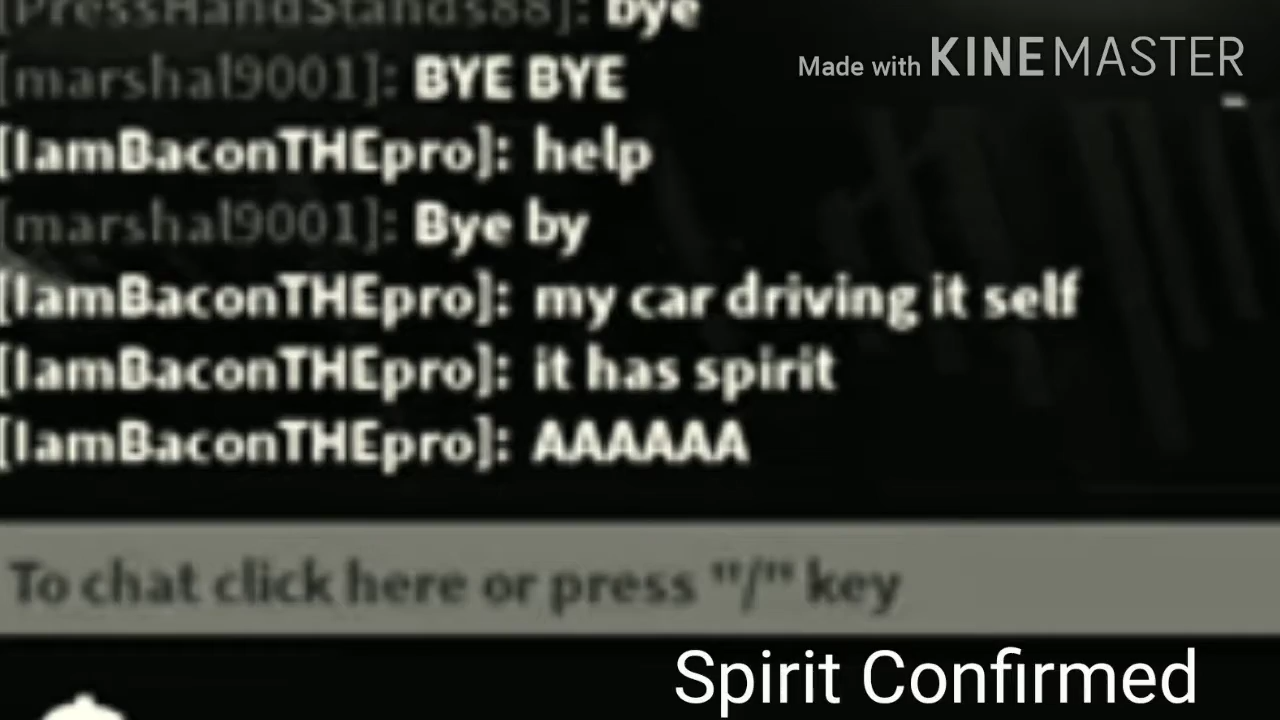 [PressHandStands88]: bye
Made with KINEMASTER
[marshal9001]: BYE BYE
[IamBaconTHEpro]: help
[marshal9001]: Bye by
[IamBaconTHEpro]: my car driving it self
[IamBaconTHEpro]: it has spirit
[IamBaconTHEpro]: AAAAAA
To chat click here or press "/" key
Spirit Confirmed